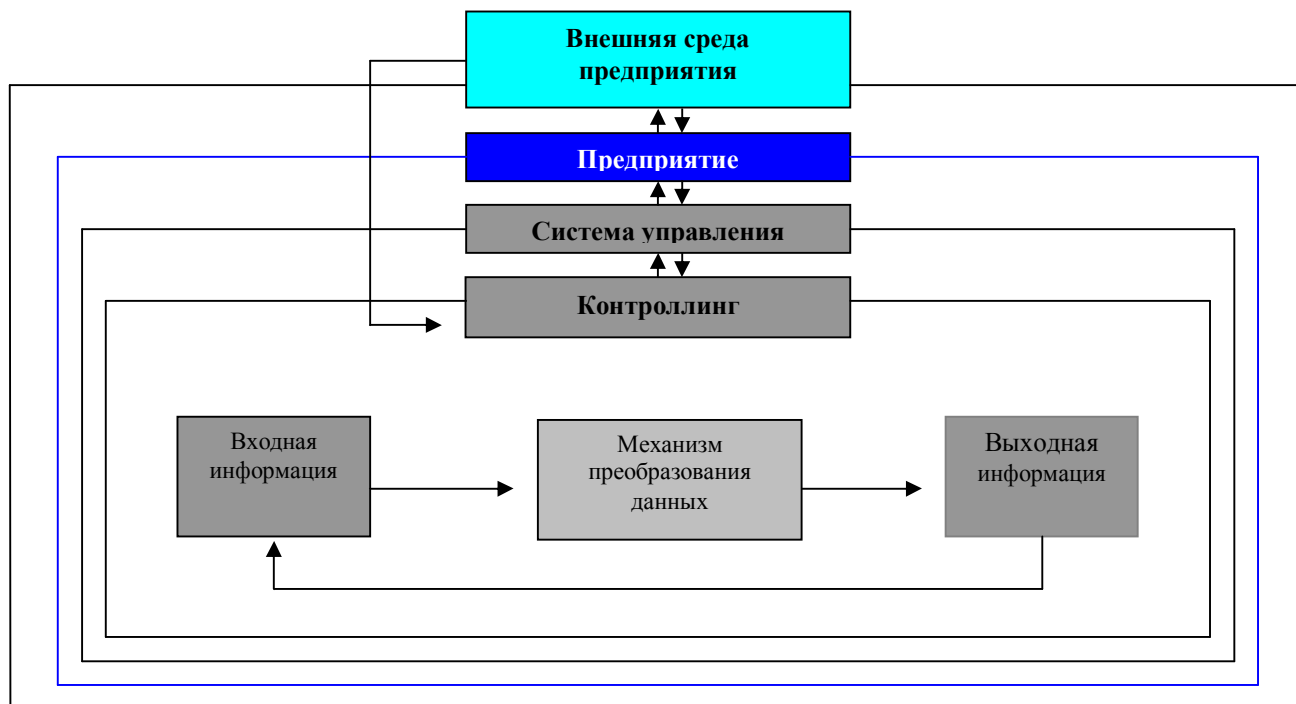 Внешняя среда
предприятия
Предприятие
Система управления
Контроллинг
Входная
информация
Механизм
преобразования
данных
Выходная
информация